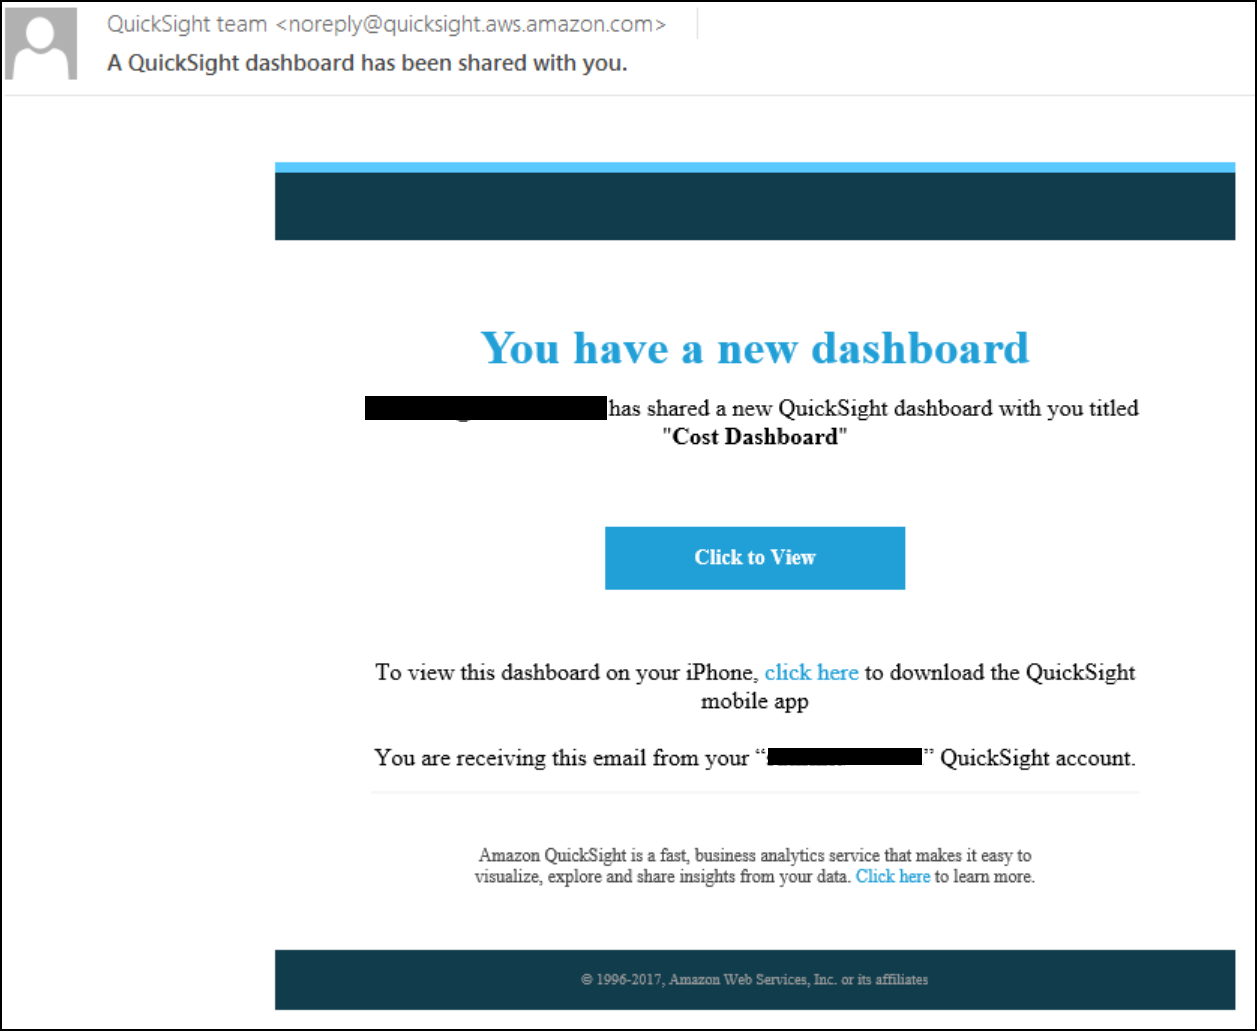 QuickSight team <noreply@quicksight.aws.amazon.com>
A QuickSight dashboard has been shared with you.
You have a new dashboard
has shared a new QuickSight dashboard with you titled
"Cost Dashboard"
Click to View
To view this dashboard on your iPhone, click here to download the QuickSight
mobile app
You are receiving this email from your “ ” QuickSight account.
Amazon QuickSight is a fast, business analytics service that makes it easy to
visualize, explore and share insights from your data. Click here to learn more.
© 1996-2017, Amazon Web Services, Inc. or its affiliates